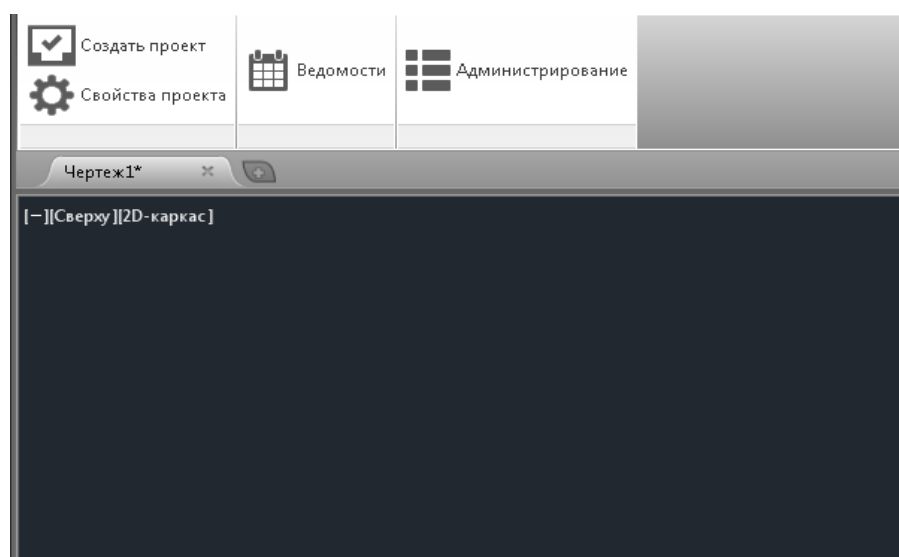 Создать проект
Свойства проекта
Ведомости
Администрирование
Чертеж1*
[−][Сверху][2D-каркас]